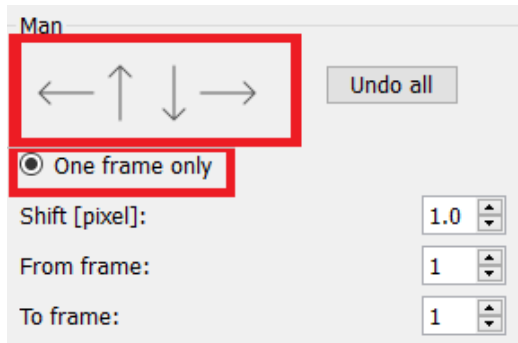 Man
Undo all
One frame only
Shift [pixel]: 1.0
From frame: 1
To frame: 1